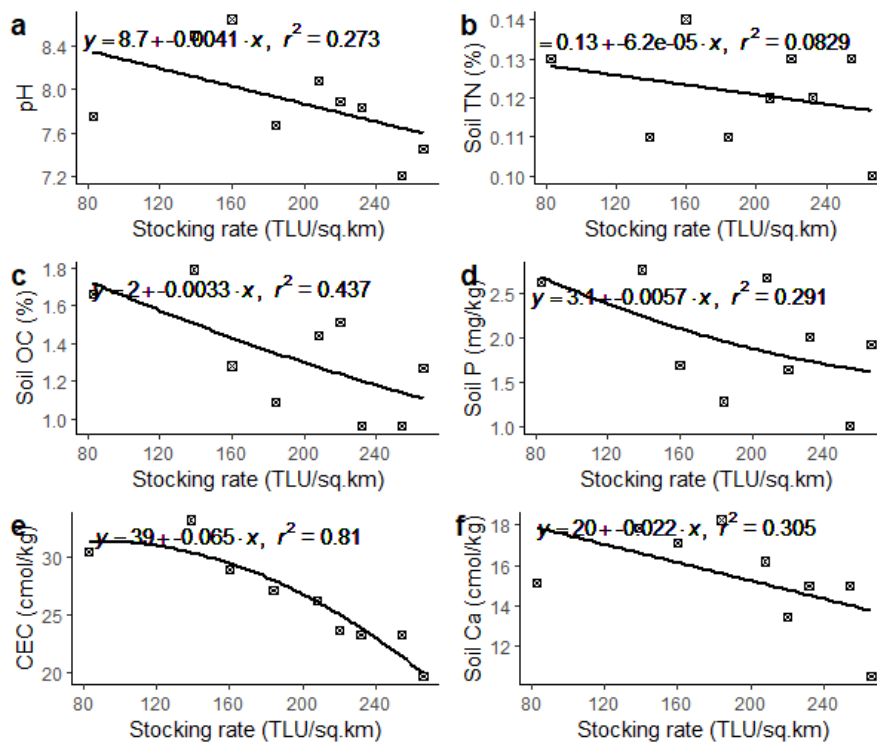 a
y = 8.7 + -0.0041 · x, r² = 0.273
8.4
8.0
7.6
7.2
pH
80 120 160 200 240
Stocking rate (TLU/sq.km)
b
= 0.13 + -6.2e-05 · x, r² = 0.0829
0.14
0.13
0.12
0.11
0.10
Soil TN (%)
80 120 160 200 240
Stocking rate (TLU/sq.km)
c
y = 2 + -0.0033 · x, r² = 0.437
1.8
1.6
1.4
1.2
1.0
Soil OC (%)
80 120 160 200 240
Stocking rate (TLU/sq.km)
d
y = 3.1 + -0.0057 · x, r² = 0.291
2.5
2.0
1.5
1.0
Soil P (mg/kg)
80 120 160 200 240
Stocking rate (TLU/sq.km)
e
y = 39 + -0.065 · x, r² = 0.81
30
25
20
CEC (cmol/kg)
80 120 160 200 240
Stocking rate (TLU/sq.km)
f
y = 20 + -0.022 · x, r² = 0.305
18
16
14
12
Soil Ca (cmol/kg)
80 120 160 200 240
Stocking rate (TLU/sq.km)